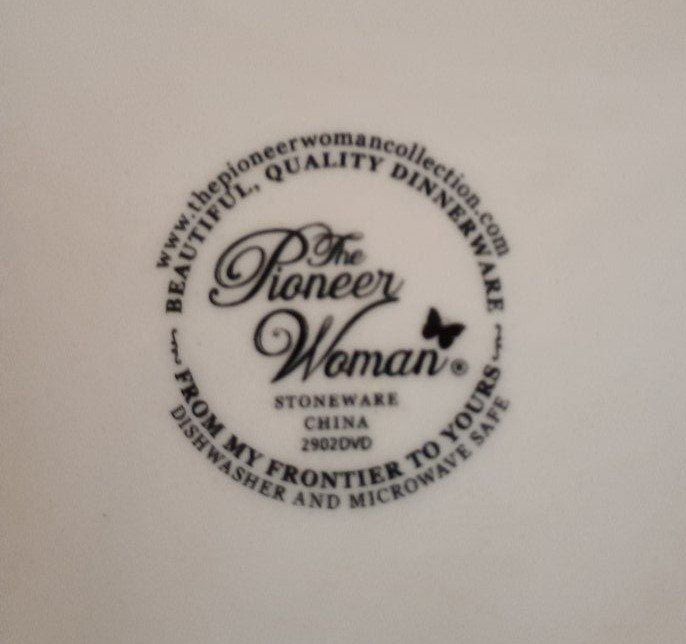 www.thepioneerwomancollection.com
BEAUTIFUL, QUALITY DINNERWARE
The
Pioneer
Woman®
STONEWARE
CHINA
2902DVD
FROM MY FRONTIER TO YOURS
DISHWASHER AND MICROWAVE SAFE